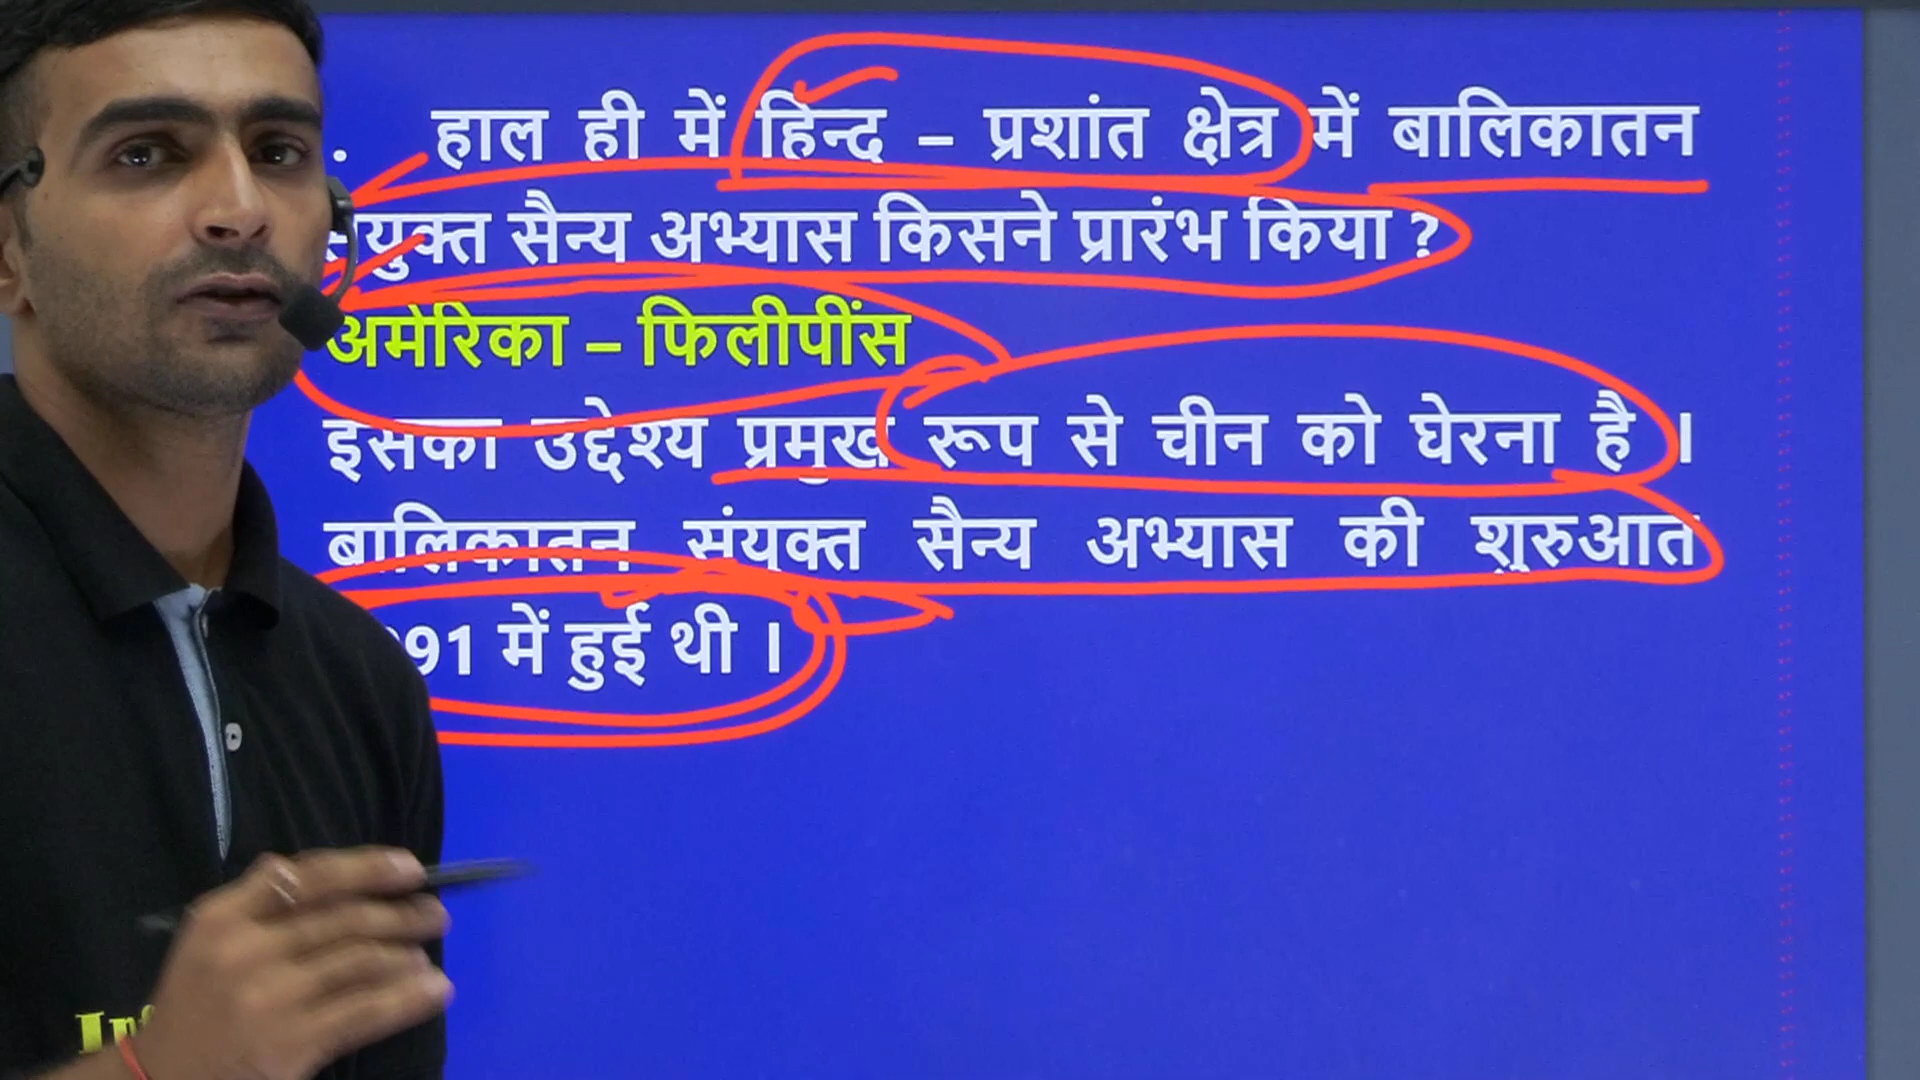 . हाल ही में हिन्द – प्रशांत क्षेत्र में बालिकातन
संयुक्त सैन्य अभ्यास किसने प्रारंभ किया ?
अमेरिका – फिलीपींस
इसका उद्देश्य प्रमुख रूप से चीन को घेरना है ।
बालिकातन संयुक्त सैन्य अभ्यास की शुरुआत
91 में हुई थी ।